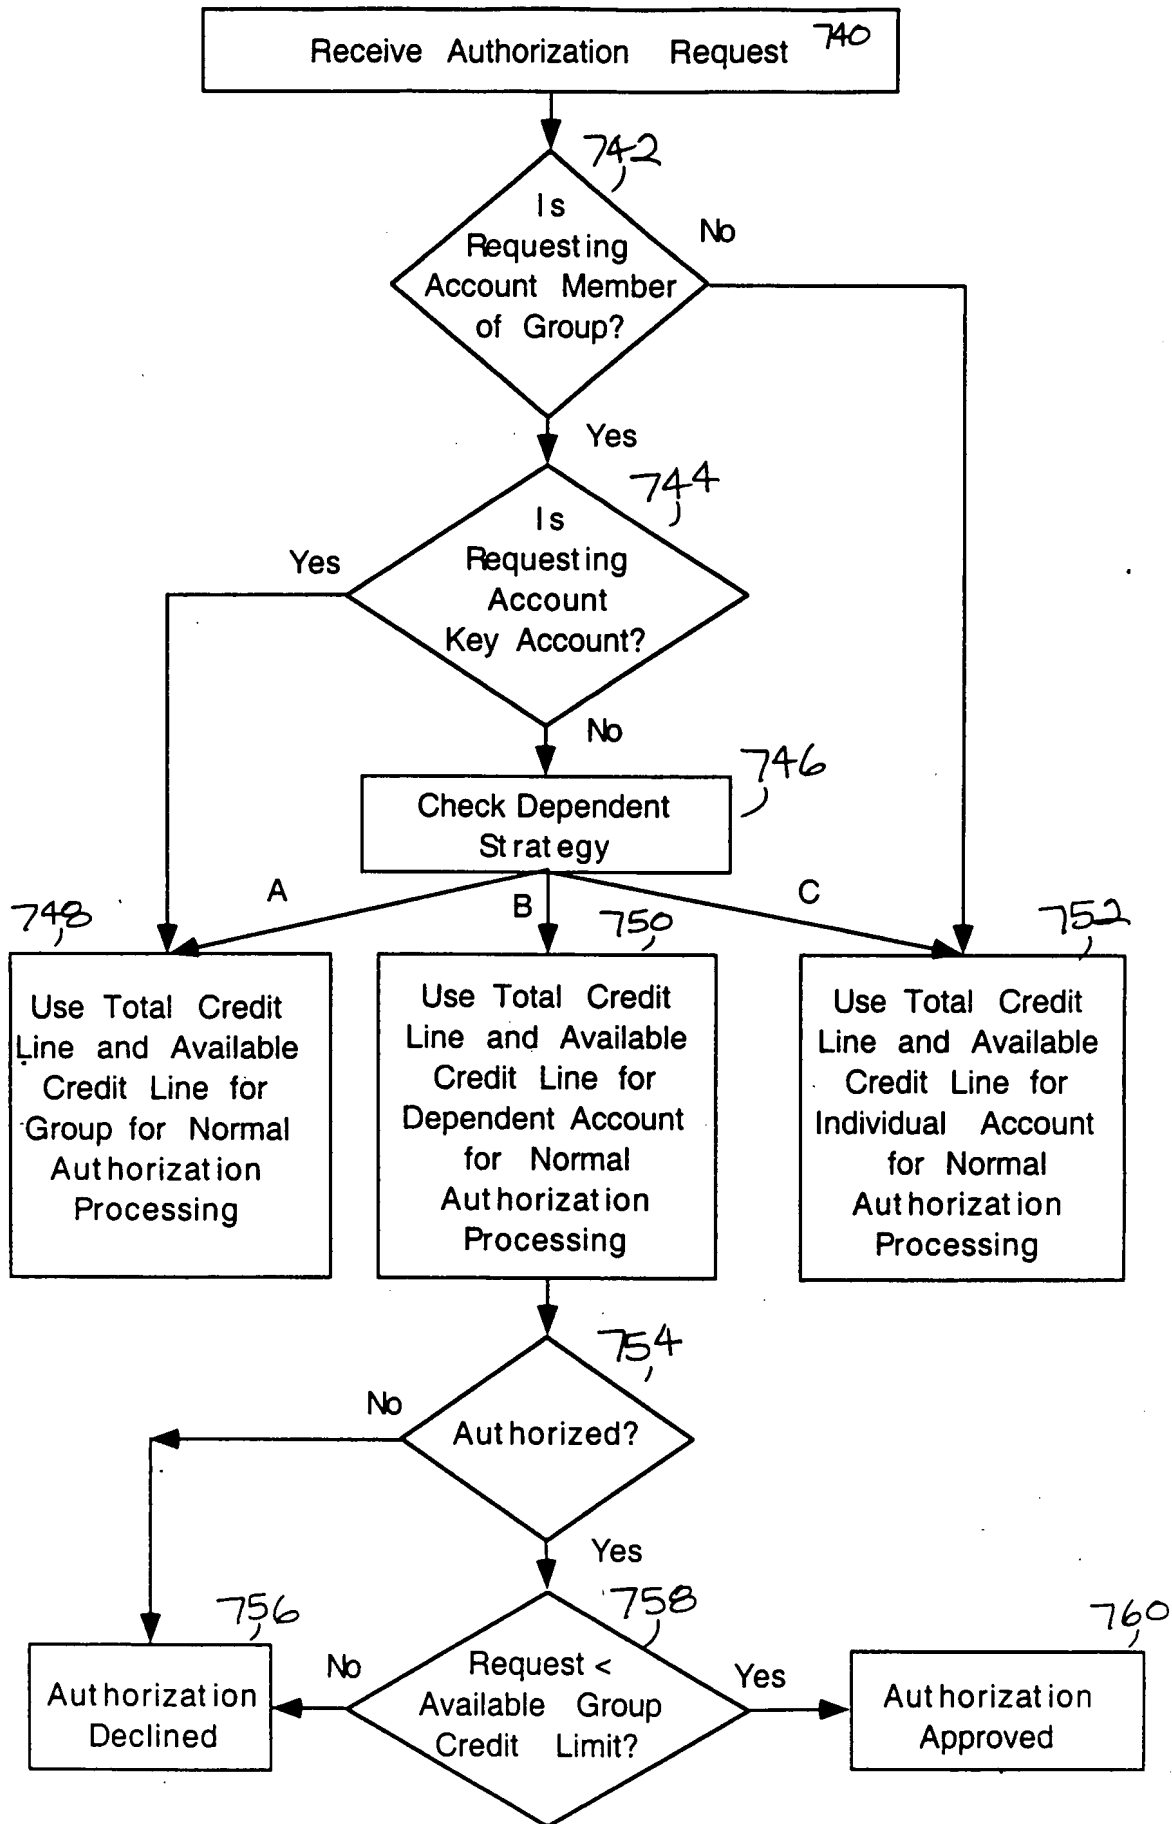 Receive Authorization Request 740
742
Is
Requesting
Account Member
of Group?
No
Yes
744
Is
Requesting
Account
Key Account?
Yes
No
746
Check Dependent
Strategy
A
B
C
748
Use Total Credit
Line and Available
Credit Line for
Group for Normal
Authorization
Processing
750
Use Total Credit
Line and Available
Credit Line for
Dependent Account
for Normal
Authorization
Processing
752
Use Total Credit
Line and Available
Credit Line for
Individual Account
for Normal
Authorization
Processing
754
Authorized?
No
Yes
756
Authorization
Declined
758
Request <
Available Group
Credit Limit?
No
Yes
760
Authorization
Approved